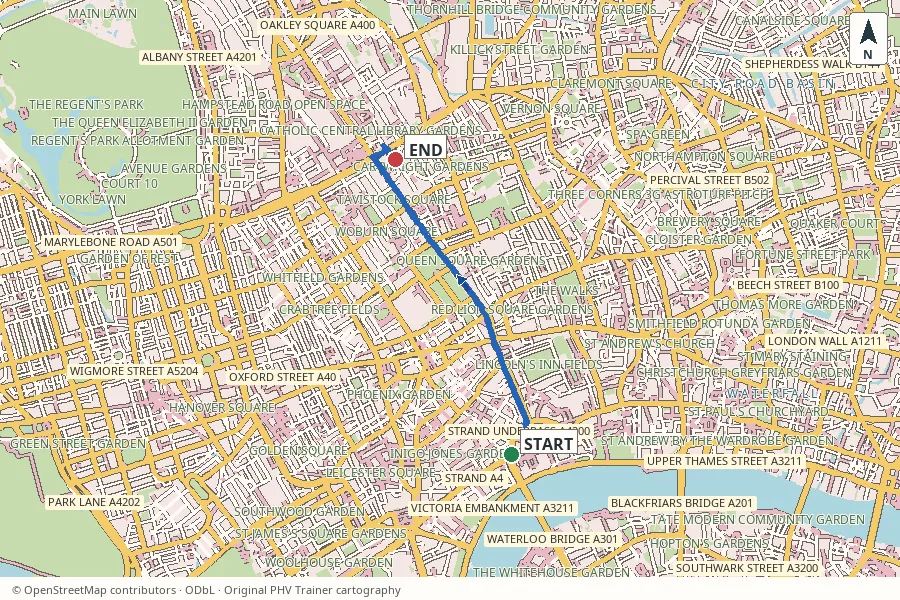 THORNHILL BRIDGE COMMUNITY GARDENS
MAIN LAWN
OAKLEY SQUARE A400
CANALSIDE SQUARE
KILLICK STREET GARDEN
ALBANY STREET A4201
SHEPHERDESS WALK
N
CLAREMONT SQUARE
CITY ROAD BASIN
THE REGENT'S PARK
HAMPSTEAD ROAD OPEN SPACE
VERNON SQUARE
THE QUEEN ELIZABETH II GARDEN
CATHOLIC CENTRAL LIBRARY GARDENS
SPA GREEN
REGENT'S PARK ALLOTMENT GARDEN
END
NORTHAMPTON SQUARE
AVENUE GARDENS
GARDENS
COURT 10
PERCIVAL STREET B502
YORK LAWN
TAVISTOCK SQUARE
THREE CORNERS 3G ASTROTURF PITCH
BREWERY SQUARE
QUAKER COURT
WOBURN SQUARE
MARYLEBONE ROAD A501
CLOISTER GARDEN
GARDEN OF REST
QUEEN SQUARE GARDENS
FORTUNE STREET PARK
WHITFIELD GARDENS
THE WALKS
BEECH STREET B100
CRABTREE FIELDS
RED LION SQUARE GARDENS
THOMAS MORE GARDEN
SMITHFIELD ROTUNDA GARDEN
ST ANDREW'S CHURCH
LONDON WALL A1211
ST MARY STAINING
LINCOLN'S INN FIELDS
WIGMORE STREET A5204
OXFORD STREET A40
CHRISTCHURCH GREYFRIARS GARDEN
PHOENIX GARDEN
WATERFALL
HANOVER SQUARE
ST PAUL'S CHURCHYARD
STRAND UNDERPASS
START
GREEN STREET GARDEN
ST ANDREW BY THE WARDROBE GARDEN
GOLDEN SQUARE
INIGO JONES GARDEN
UPPER THAMES STREET A3211
LEICESTER SQUARE
STRAND A4
PARK LANE A4202
BLACKFRIARS BRIDGE A201
SOUTHWOOD GARDEN
VICTORIA EMBANKMENT A3211
TATE MODERN COMMUNITY GARDEN
ST JAMES'S SQUARE GARDENS
WATERLOO BRIDGE A301
HOPTON'S GARDENS
WOOLHOUSE GARDEN
THE WHITEHOUSE GARDEN
SOUTHWARK STREET A3200
© OpenStreetMap contributors · ODbL · Original PHV Trainer cartography